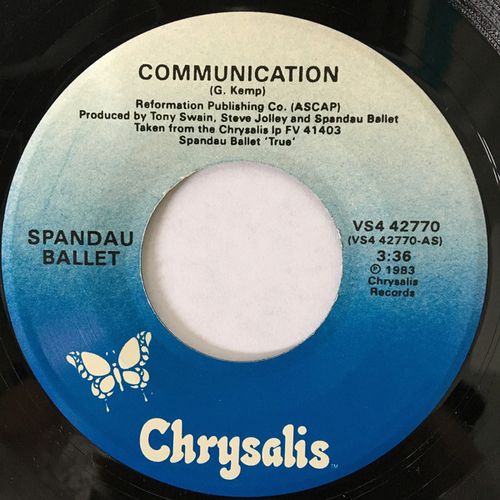 COMMUNICATION
(G. Kemp)
Reformation Publishing Co. (ASCAP)
Produced by Tony Swain, Steve Jolley and Spandau Ballet
Taken from the Chrysalis lp FV 41403
Spandau Ballet 'True'
SPANDAU
BALLET
VS4 42770
(VS4 42770-AS)
3:36
℗ 1983
Chrysalis
Records
Chrysalis™